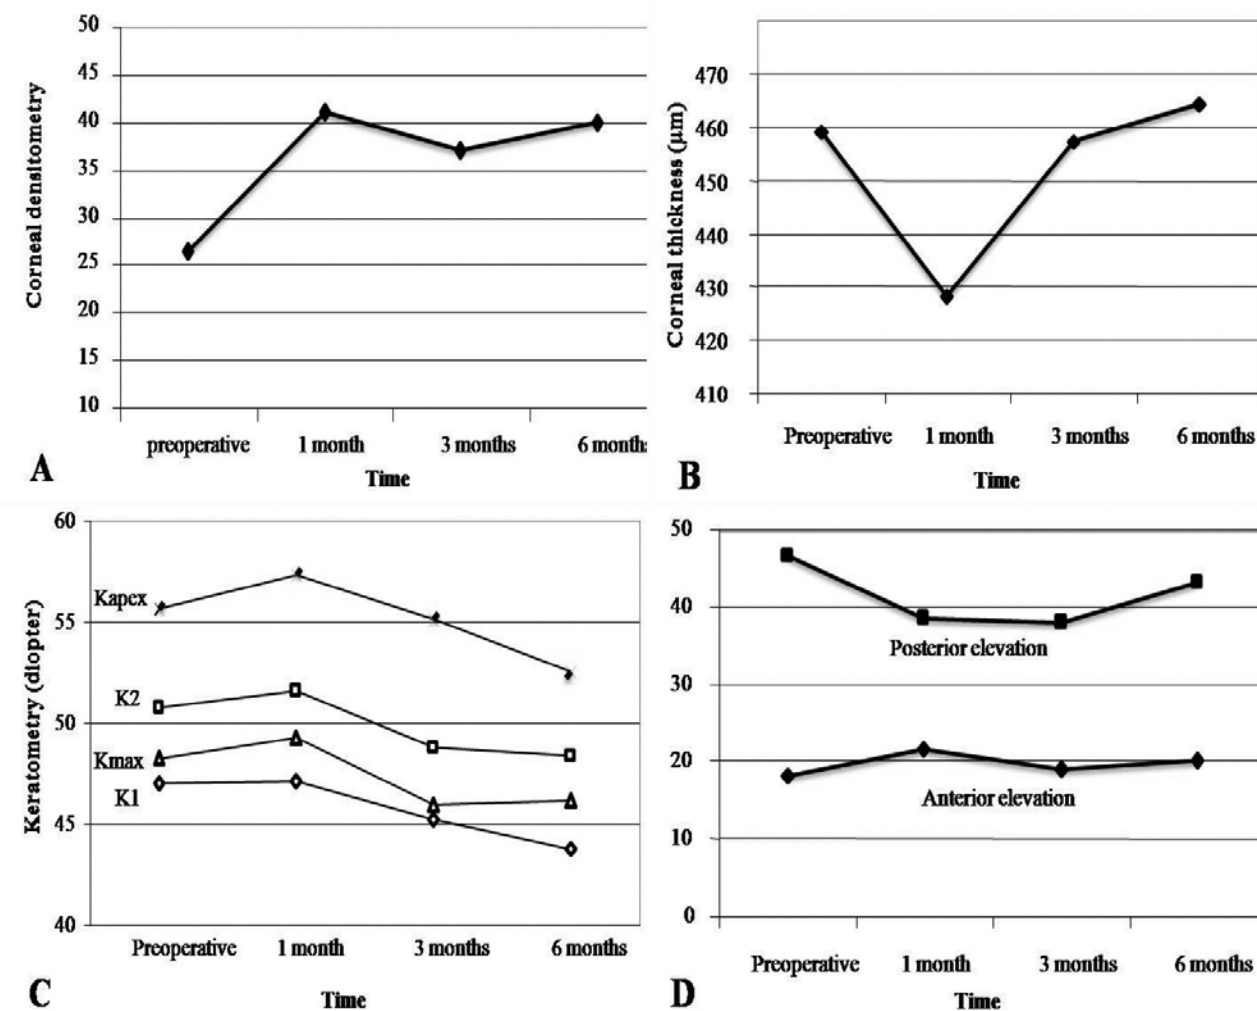 50
45
40
35
30
25
20
15
10
Corneal densitometry
preoperative 1 month 3 months 6 months
Time
A
470
460
450
440
430
420
410
Corneal thickness (µm)
Preoperative 1 month 3 months 6 months
Time
B
60
55
50
45
40
Keratometry (dlopter)
Kapex
K2
Kmax
K1
Preoperative 1 month 3 months 6 months
Time
C
50
40
30
20
10
0
Posterior elevation
Anterior elevation
Preoperative 1 month 3 months 6 months
Time
D